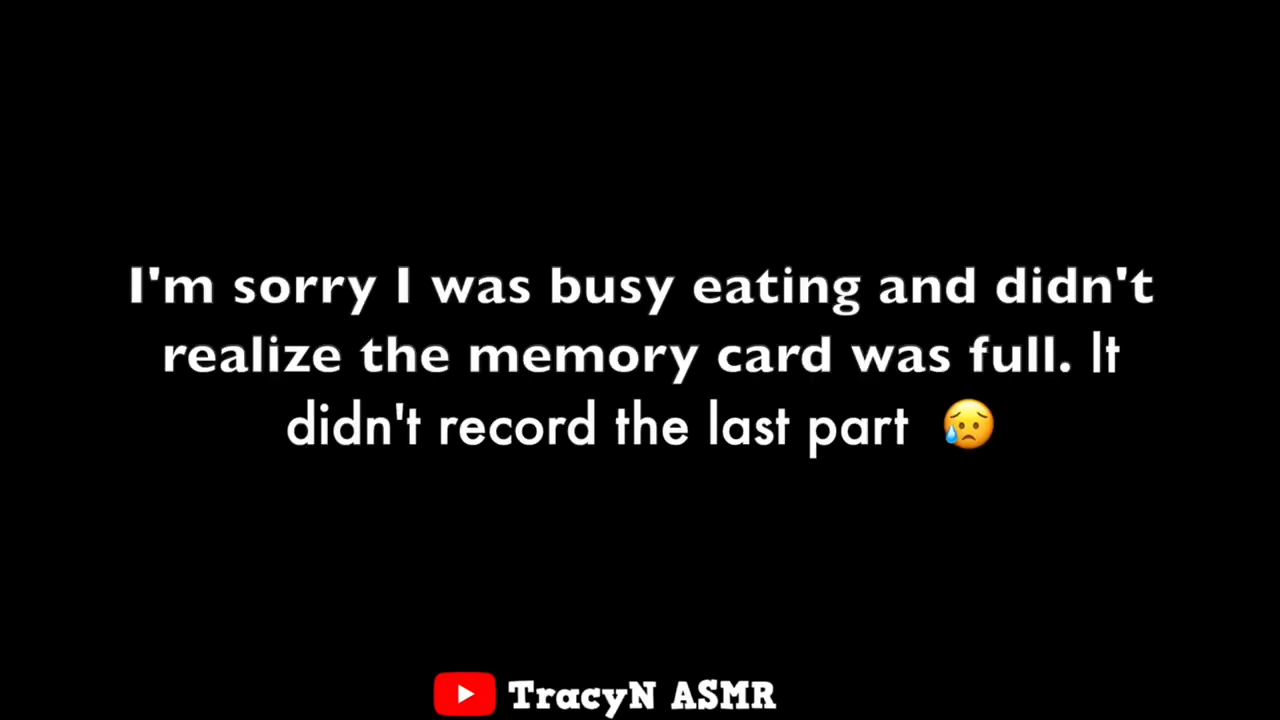 I'm sorry I was busy eating and didn't
realize the memory card was full. It
didn't record the last part 😥
TracyN ASMR